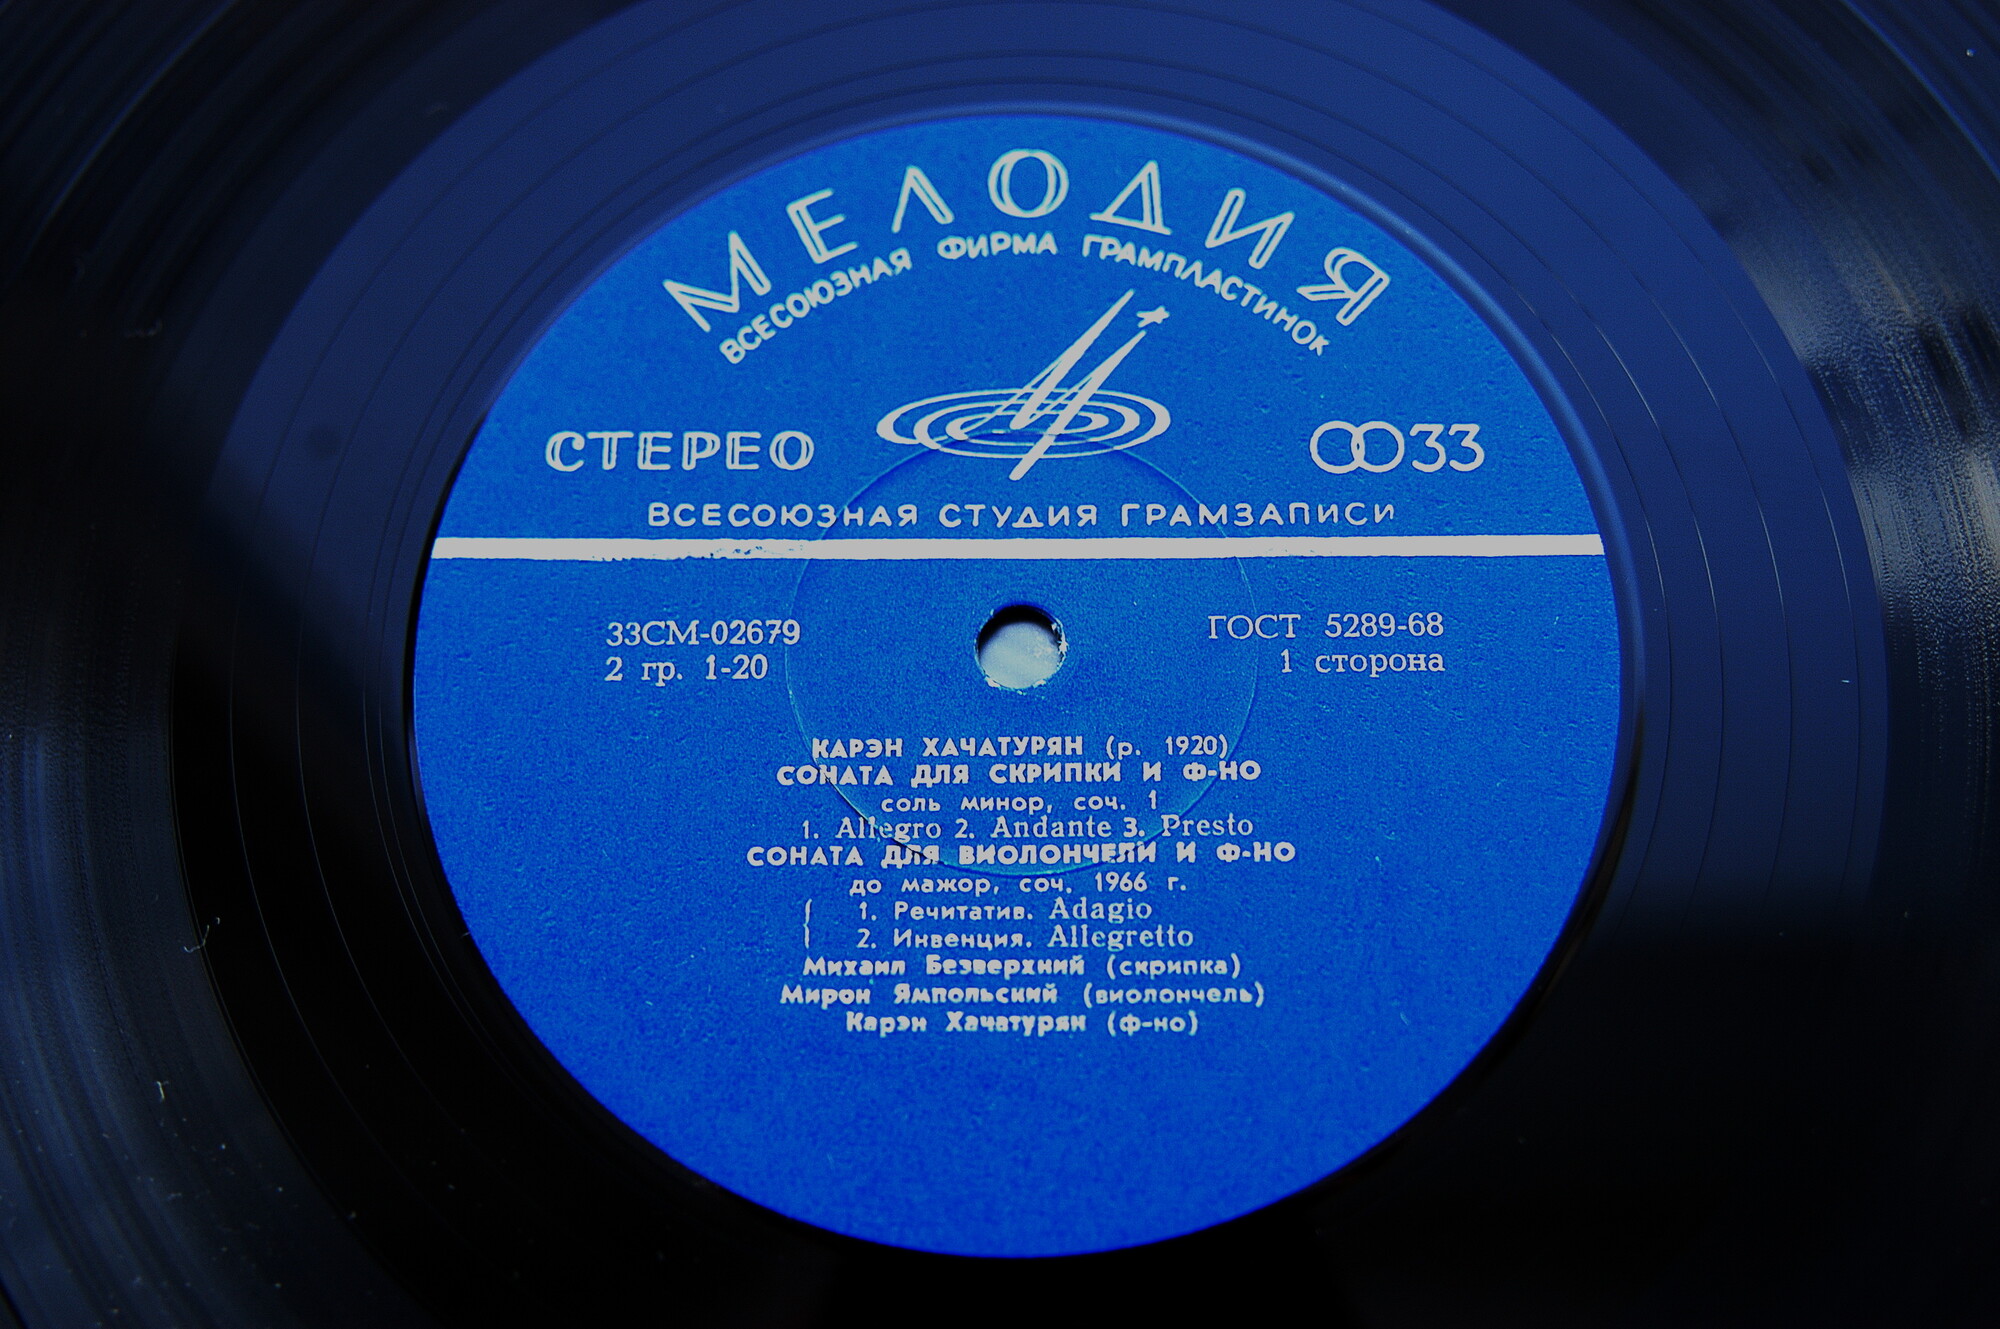 МЕЛОДИЯ
ВСЕСОЮЗНАЯ ФИРМА ГРАМПЛАСТИНОК
СТЕРЕО
33
ВСЕСОЮЗНАЯ СТУДИЯ ГРАМЗАПИСИ
33СМ-02679
ГОСТ 5289-68
2 гр. 1-20
1 сторона
КАРЭН ХАЧАТУРЯН (р. 1920)
СОНАТА ДЛЯ СКРИПКИ И Ф-НО
соль минор, соч. 1
1. Allegro 2. Andante 3. Presto
СОНАТА ДЛЯ ВИОЛОНЧЕЛИ И Ф-НО
до мажор, соч. 1966 г.
1. Речитатив. Adagio
2. Инвенция. Allegretto
Михаил Безверхний (скрипка)
Мирон Ямпольский (виолончель)
Карэн Хачатурян (ф-но)